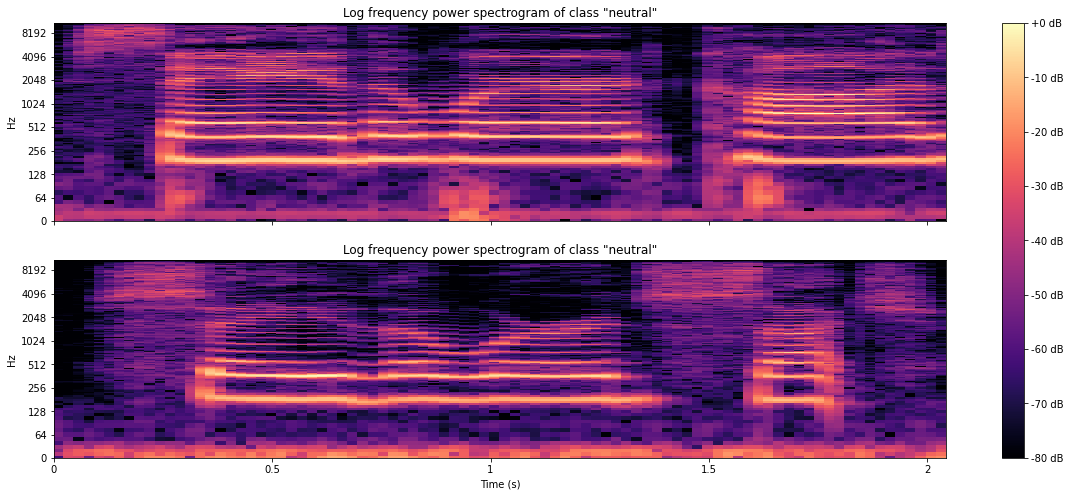 Log frequency power spectrogram of class "neutral"
8192
4096
2048
1024
512
256
128
64
0
Hz
Log frequency power spectrogram of class "neutral"
8192
4096
2048
1024
512
256
128
64
0
Hz
0
0.5
1
1.5
2
Time (s)
+0 dB
-10 dB
-20 dB
-30 dB
-40 dB
-50 dB
-60 dB
-70 dB
-80 dB